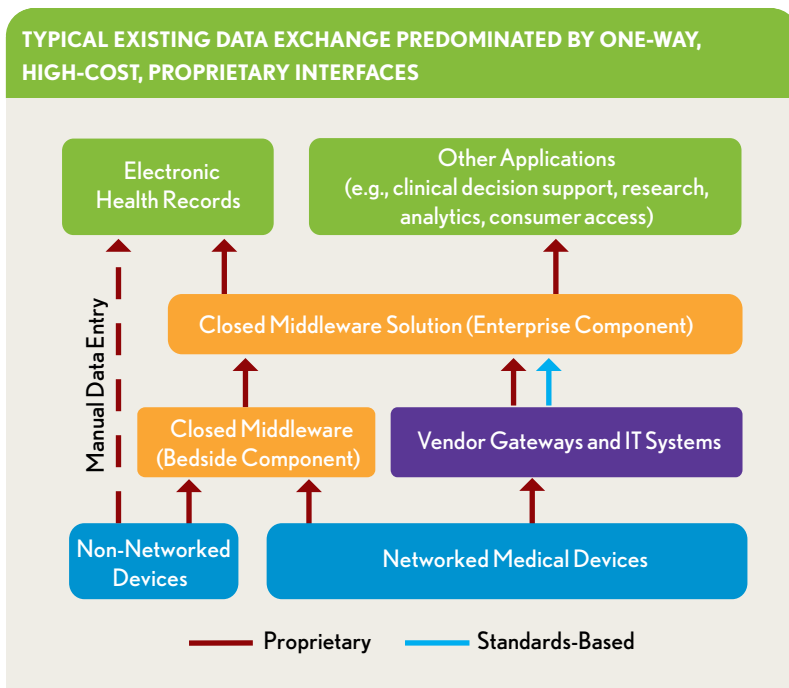 TYPICAL EXISTING DATA EXCHANGE PREDOMINATED BY ONE-WAY,
HIGH-COST, PROPRIETARY INTERFACES
Electronic
Health Records
Other Applications
(e.g., clinical decision support, research,
analytics, consumer access)
Manual Data Entry
Closed Middleware Solution (Enterprise Component)
Closed Middleware
(Bedside Component)
Vendor Gateways and IT Systems
Non-Networked
Devices
Networked Medical Devices
Proprietary
Standards-Based